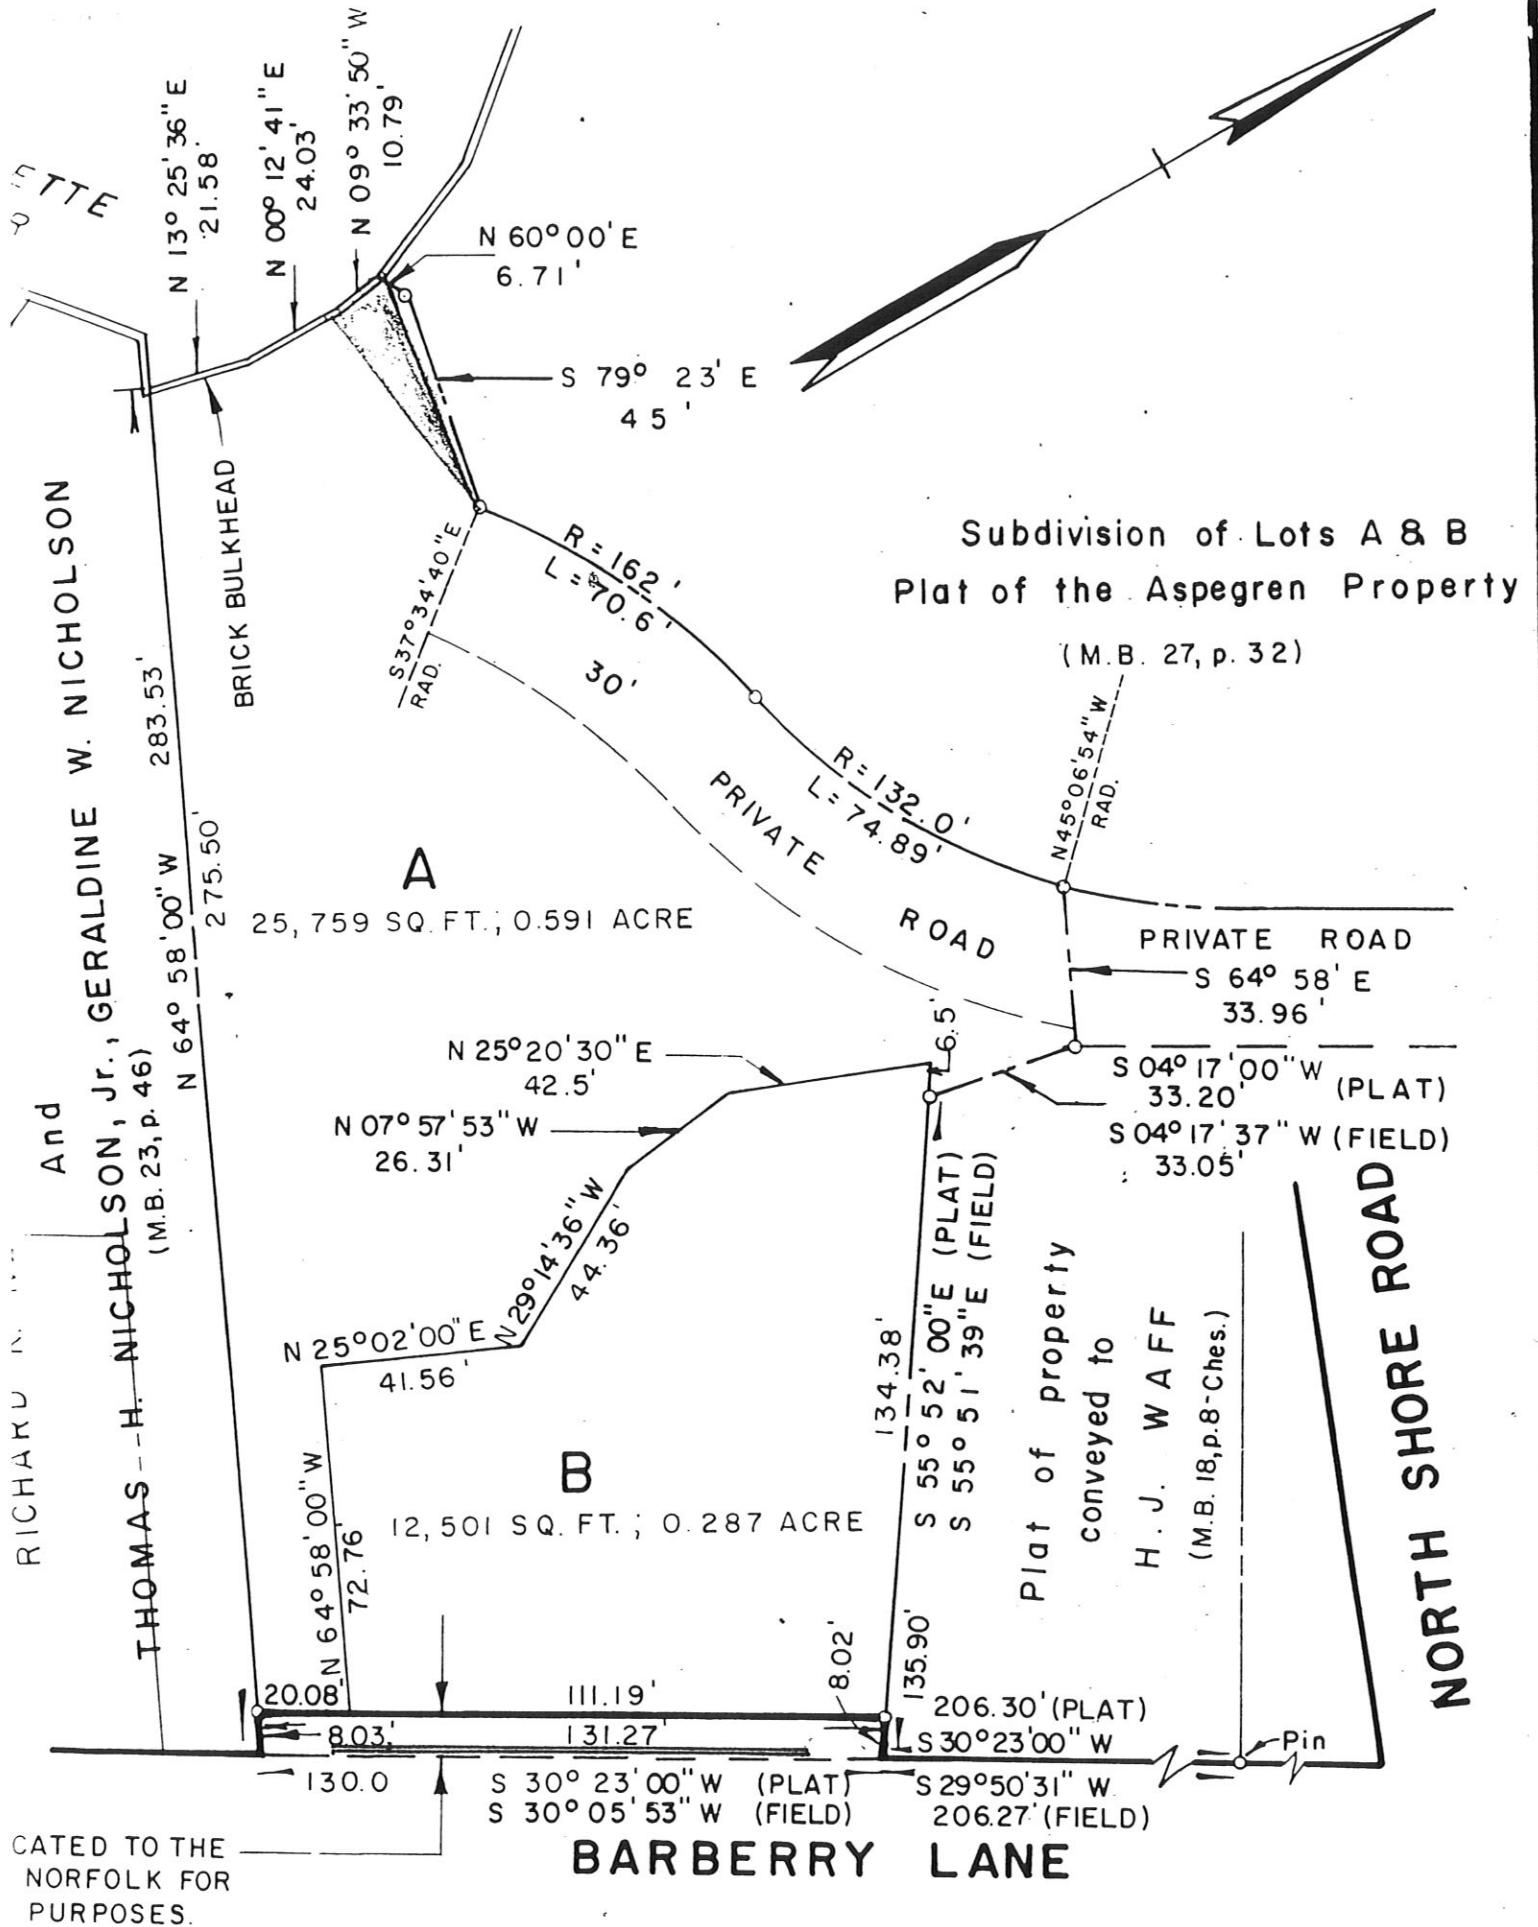 N 13° 25' 36" E
21.58'
N 00° 12' 41" E
24.03'
N 09° 33' 50" W
10.79'
ETTE
N 60° 00' E
6.71'
S 79° 23' E
45'
BRICK BULKHEAD
S 37° 34' 40" E
RAD.
R = 162'
L = 70.6'
30'
Subdivision of Lots A & B
Plat of the Aspegren Property
(M.B. 27, p. 32)
R = 132.0'
L = 74.89'
PRIVATE
ROAD
N 45° 06' 54" W
RAD.
PRIVATE ROAD
S 64° 58' E
33.96'
And
THOMAS H. NICHOLSON, Jr., GERALDINE W. NICHOLSON
(M.B. 23, p. 46)
283.53'
N 64° 58' 00" W
275.50'
A
25,759 SQ. FT.; 0.591 ACRE
N 25° 20' 30" E
42.5'
6.5'
S 04° 17' 00" W
33.20'
(PLAT)
S 04° 17' 37" W (FIELD)
33.05'
N 07° 57' 53" W
26.31'
N 29° 14' 36" W
44.36'
N 25° 02' 00" E
41.56'
N 64° 58' 00" W
72.76'
B
12,501 SQ. FT.; 0.287 ACRE
134.38'
S 55° 52' 00" E (PLAT)
S 55° 51' 39" E (FIELD)
135.90'
Plat of property
conveyed to
H. J. WAFF
(M.B. 18, p. 8-Ches.)
NORTH SHORE ROAD
RICHARD
20.08'
111.19'
8.02'
8.03'
131.27'
206.30' (PLAT)
S 30° 23' 00" W
Pin
130.0
S 30° 23' 00" W (PLAT)
S 30° 05' 53" W (FIELD)
S 29° 50' 31" W
206.27' (FIELD)
BARBERRY LANE
CATED TO THE
NORFOLK FOR
PURPOSES.